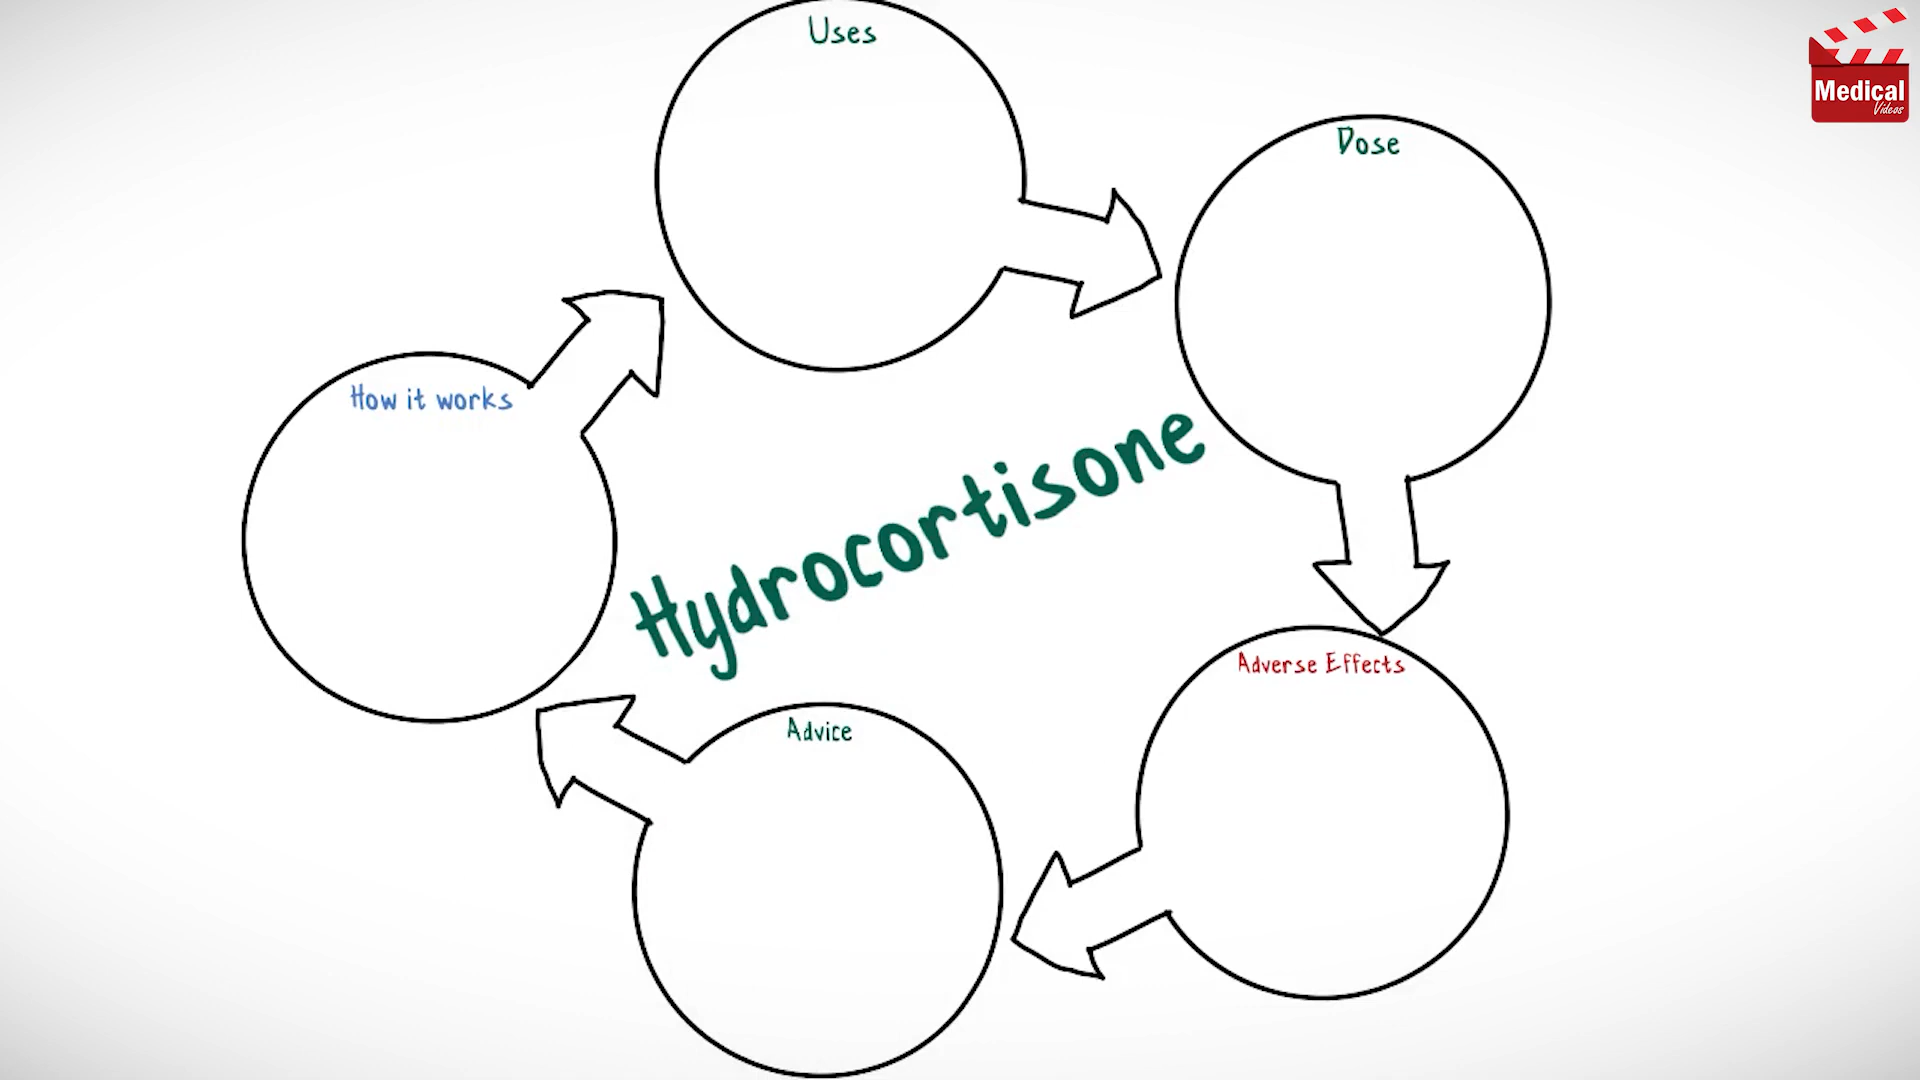 Uses
Medical
Videos
Dose
How it works
Hydrocortisone
Adverse Effects
Advice